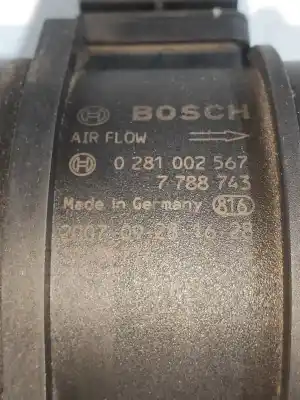 BOSCH
AIR FLOW
0 281 002 567
7 788 743
Made in Germany 816
2007-09-28 16:28